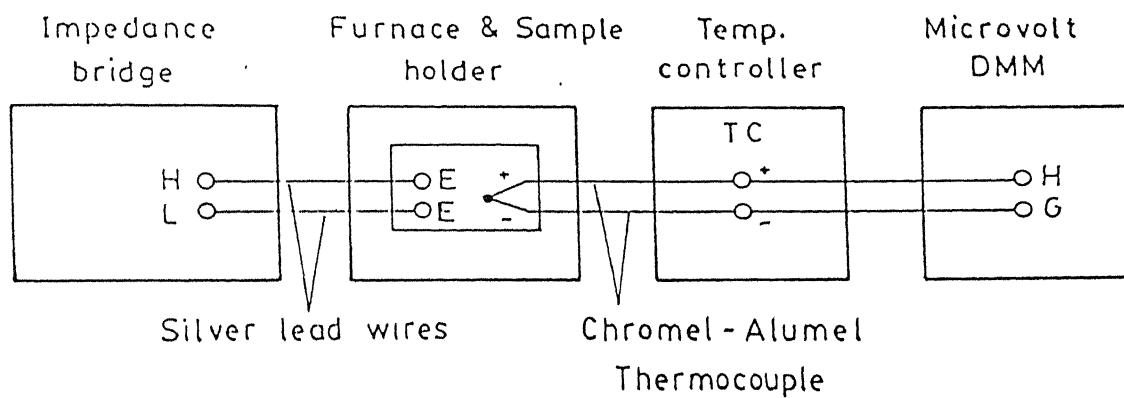 Impedance
bridge
Furnace & Sample
holder
Temp.
controller
Microvolt
DMM
TC
H
E
+
+
H
L
E
-
-
G
Silver lead wires
Chromel-Alumel
Thermocouple